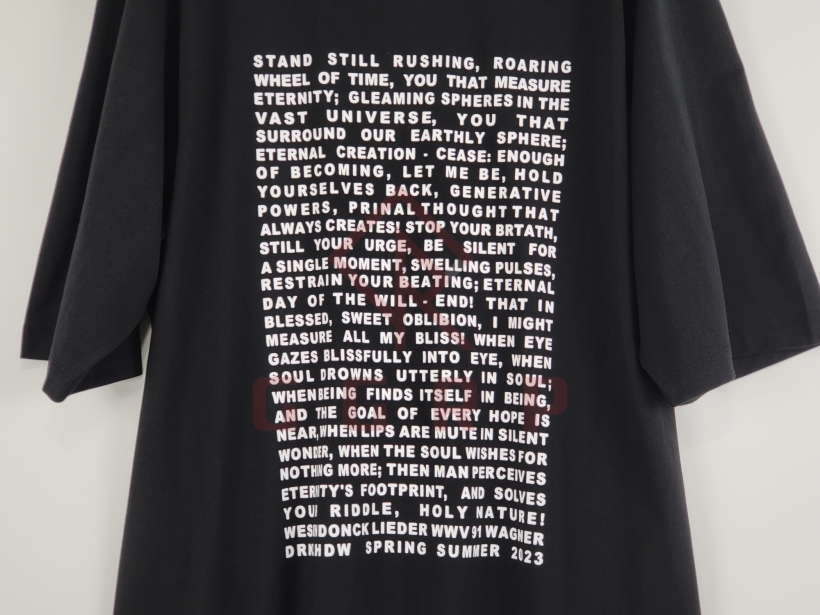 STAND STILL RUSHING, ROARING
WHEEL OF TIME, YOU THAT MEASURE
ETERNITY; GLEAMING SPHERES IN THE
VAST UNIVERSE, YOU THAT
SURROUND OUR EARTHLY SPHERE;
ETERNAL CREATION - CEASE: ENOUGH
OF BECOMING, LET ME BE, HOLD
YOURSELVES BACK, GENERATIVE
POWERS, PRINAL THOUGHT THAT
ALWAYS CREATES! STOP YOUR BRTATH,
STILL YOUR URGE, BE SILENT FOR
A SINGLE MOMENT, SWELLING PULSES,
RESTRAIN YOUR BEATING; ETERNAL
DAY OF THE WILL - END! THAT IN
BLESSED, SWEET OBLIBION, I MIGHT
MEASURE ALL MY BLISS! WHEN EYE
GAZES BLISSFULLY INTO EYE, WHEN
SOUL DROWNS UTTERLY IN SOUL;
WHEN BEING FINDS ITSELF IN BEING,
AND THE GOAL OF EVERY HOPE IS
NEAR, WHEN LIPS ARE MUTE IN SILENT
WONDER, WHEN THE SOUL WISHES FOR
NOTHING MORE; THEN MAN PERCEIVES
ETERITY'S FOOTPRINT, AND SOLVES
YOUR RIDDLE, HOLY NATURE!
LIEDER WWV 91 WAGNER
SPRING SUMMER 2023